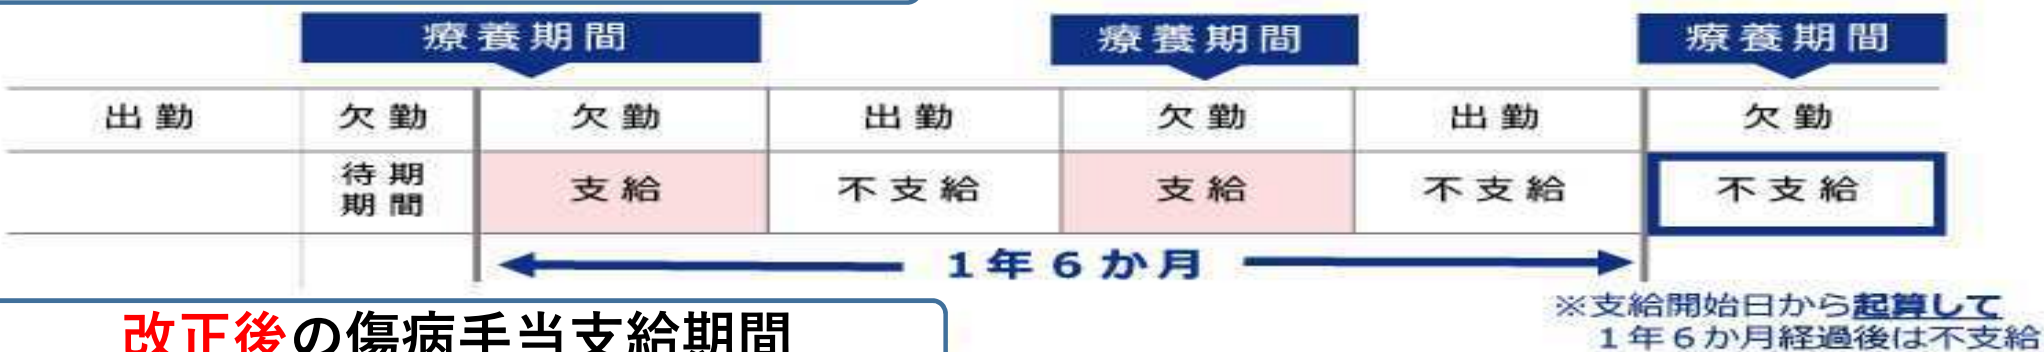 療養期間 療養期間 療養期間
出勤 欠勤 欠勤 出勤 欠勤 出勤 欠勤
待期
期間
支給 不支給 支給 不支給 不支給
1年6か月
※支給開始日から起算して
1年6か月経過後は不支給
改正後の傷病手当支給期間